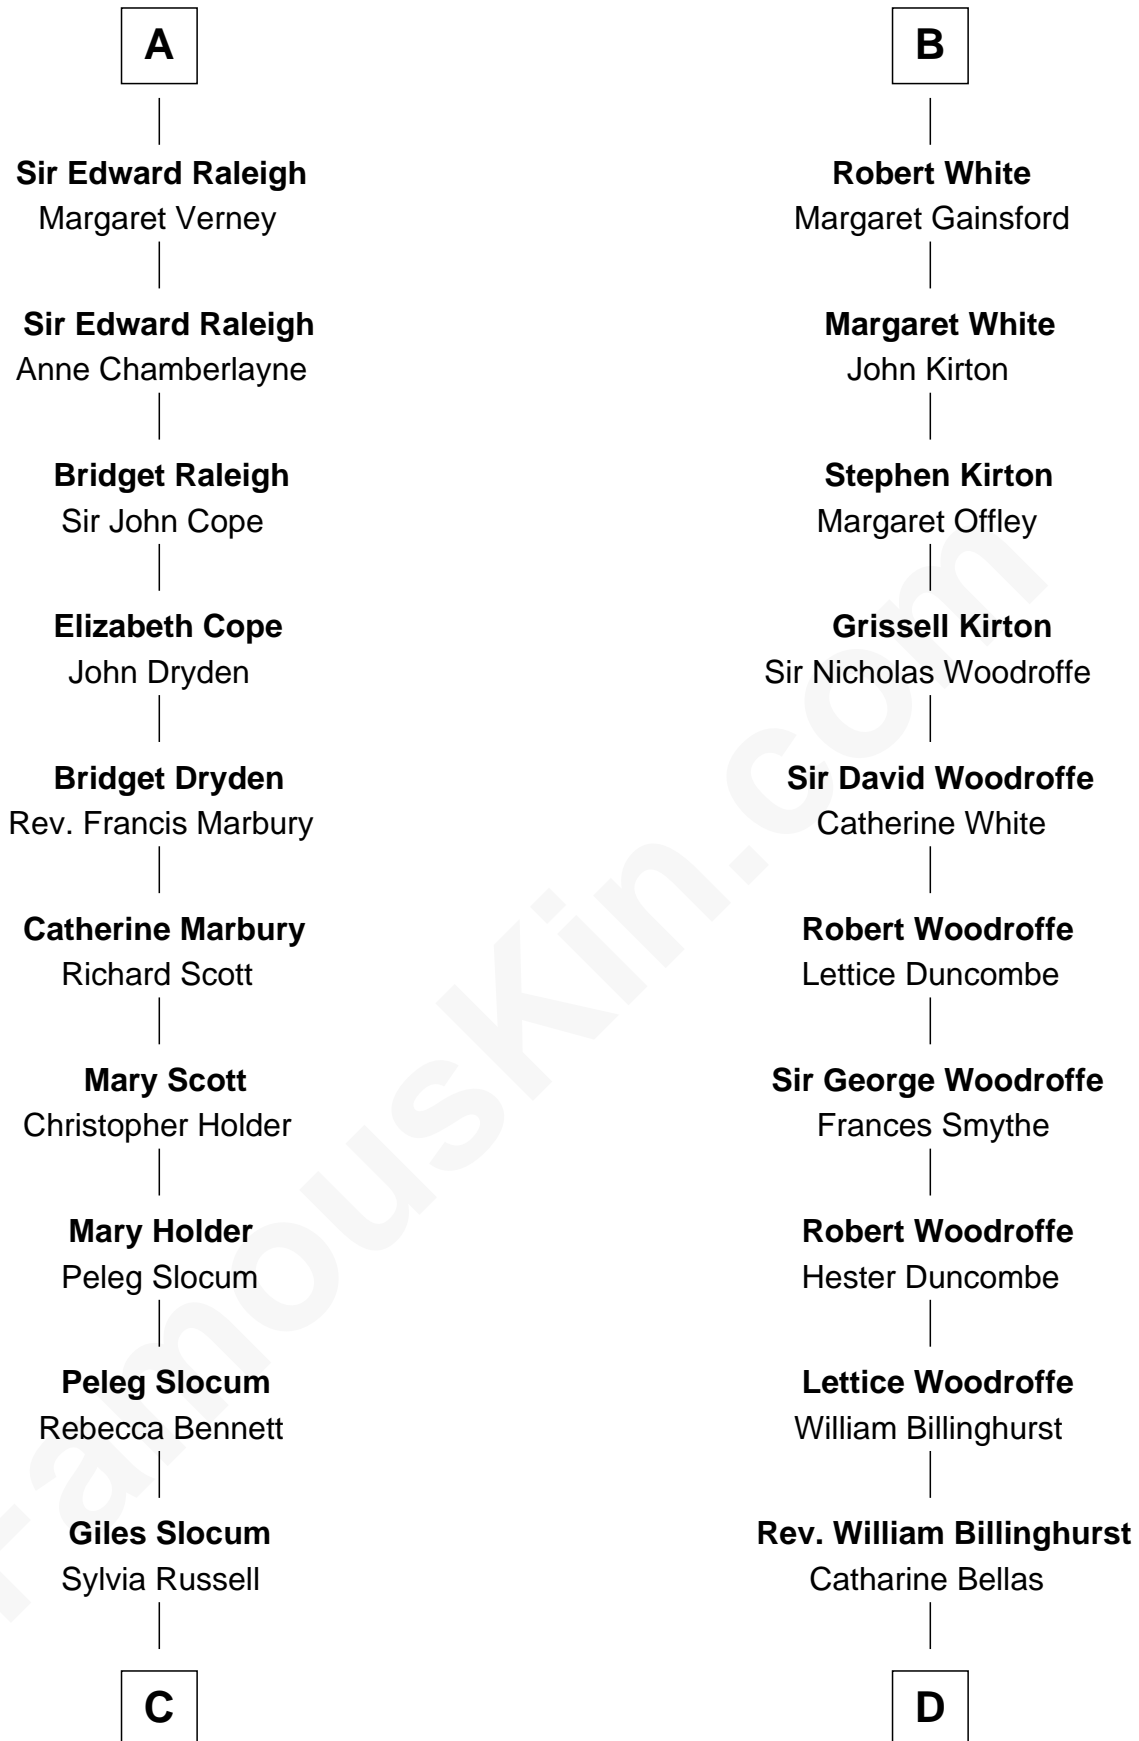 A
Sir Edward Raleigh
Margaret Verney
Sir Edward Raleigh
Anne Chamberlayne
Bridget Raleigh
Sir John Cope
Elizabeth Cope
John Dryden
Bridget Dryden
Rev. Francis Marbury
Catherine Marbury
Richard Scott
Mary Scott
Christopher Holder
Mary Holder
Peleg Slocum
Peleg Slocum
Rebecca Bennett
Giles Slocum
Sylvia Russell
C
B
Robert White
Margaret Gainsford
Margaret White
John Kirton
Stephen Kirton
Margaret Offley
Grissell Kirton
Sir Nicholas Woodroffe
Sir David Woodroffe
Catherine White
Robert Woodroffe
Lettice Duncombe
Sir George Woodroffe
Frances Smythe
Robert Woodroffe
Hester Duncombe
Lettice Woodroffe
William Billinghurst
Rev. William Billinghurst
Catharine Bellas
D
FamousKin.com